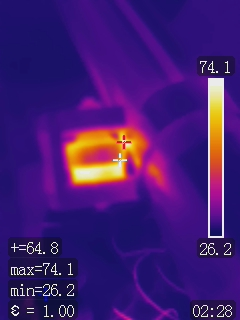 74.1
26.2
+=64.8
max=74.1
min=26.2
ε = 1.00
02:28